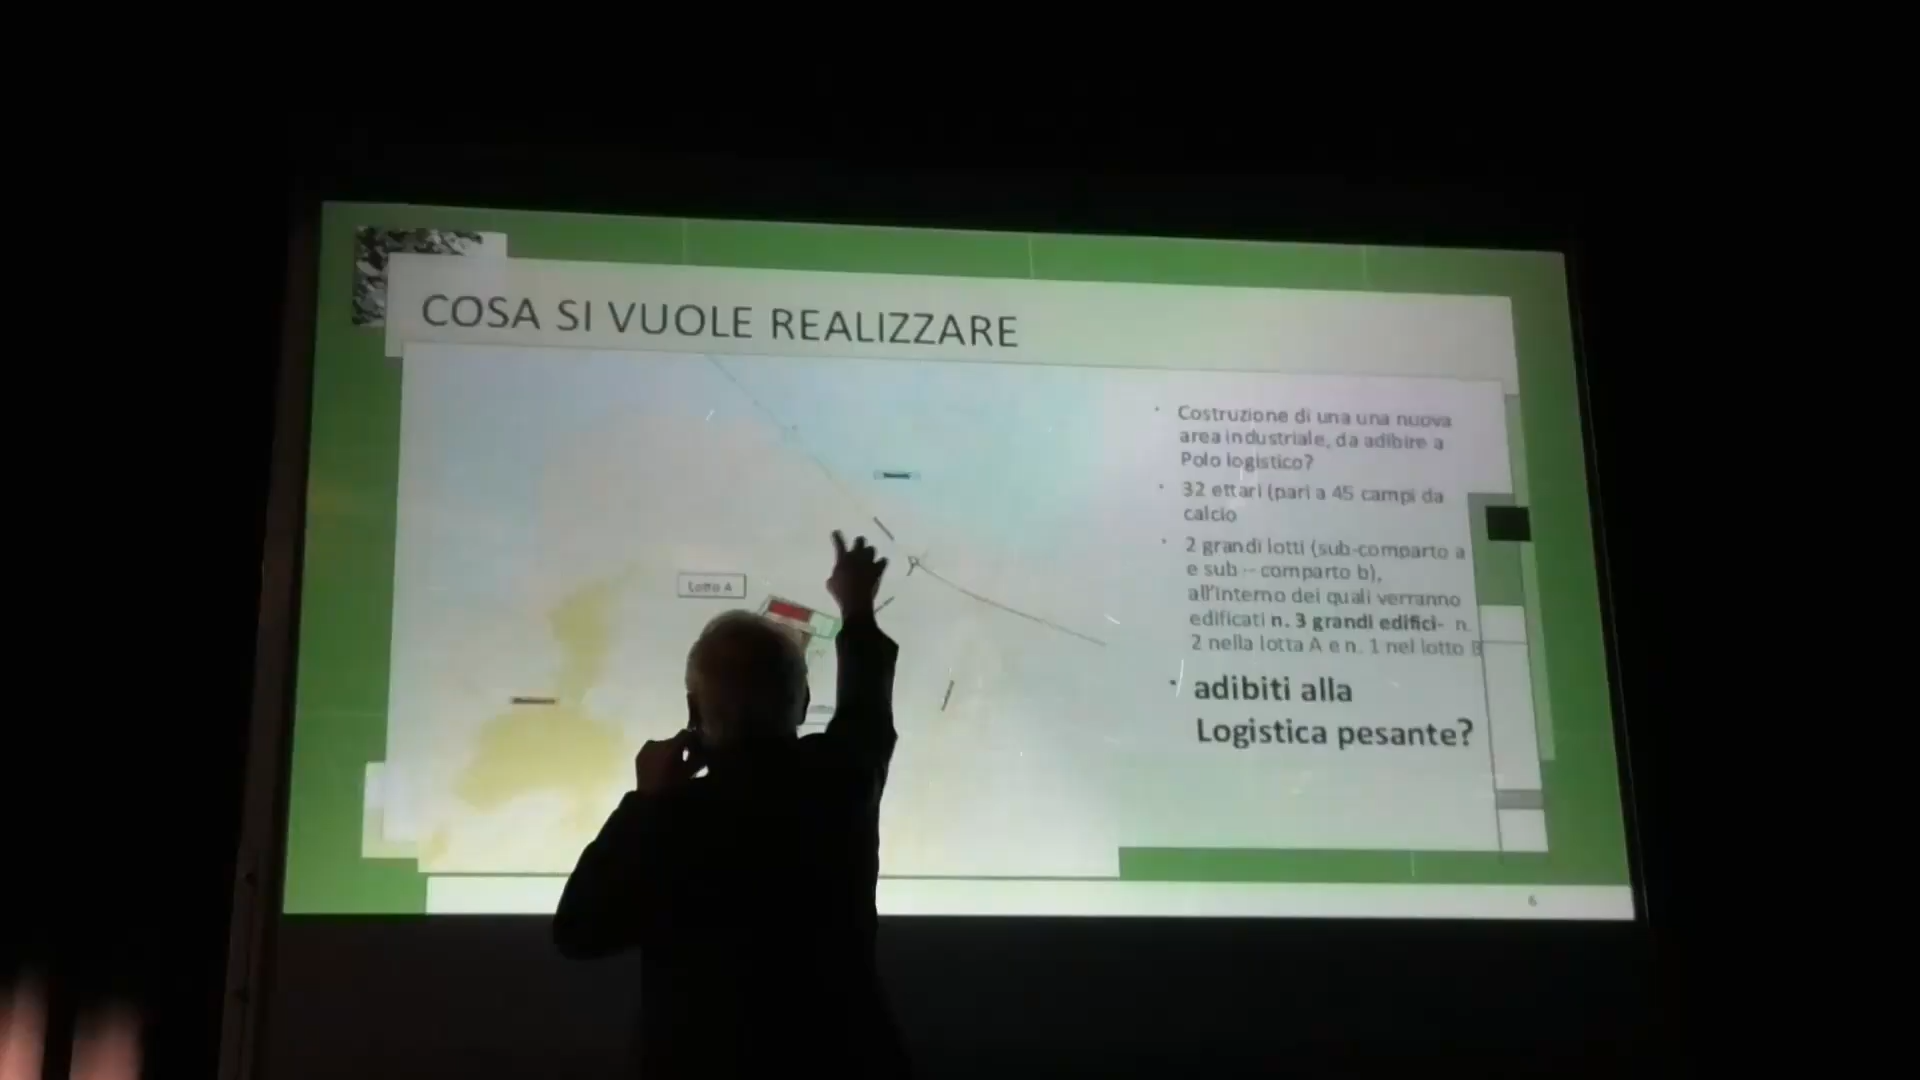 COSA SI VUOLE REALIZZARE
Lotto A
• Costruzione di una una nuova
area industriale, da adibire a
Polo logistico?
• 32 ettari (pari a 45 campi da
calcio
• 2 grandi lotti (sub-comparto a
e sub -- comparto b),
all'interno dei quali verranno
edificati n. 3 grandi edifici- n.
2 nella lotta A e n. 1 nel lotto B
• adibiti alla
Logistica pesante?
6